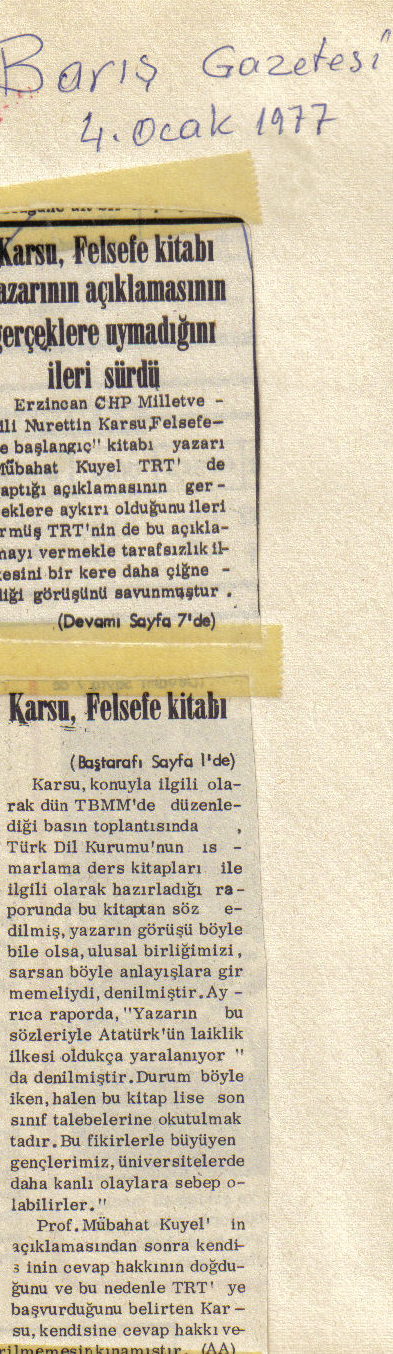 Barış Gazetesi"
4. Ocak 1977
Karsu, Felsefe kitabı
azarının açıklamasının
gerçeklere uymadığını
ileri sürdü
Erzincan CHP Milletve -
ili Nurettin Karsu,Felsefe-
e başlangıç" kitabı yazarı
Mübahat Kuyel TRT' de
aptığı açıklamasının ger -
eklere aykırı olduğunu ileri
rmüş TRT'nin de bu açıkla-
mayı vermekle tarafsızlık il-
kesini bir kere daha çiğne -
diği görüşünü savunmuştur .
(Devamı Sayfa 7'de)
Karsu, Felsefe kitabı
(Baştarafı Sayfa 1'de)
Karsu, konuyla ilgili ola-
rak dün TBMM'de düzenle-
diği basın toplantısında ,
Türk Dil Kurumu'nun ıs -
marlama ders kitapları ile
ilgili olarak hazırladığı ra-
porunda bu kitaptan söz e-
dilmiş, yazarın görüşü böyle
bile olsa, ulusal birliğimizi ,
sarsan böyle anlayışlara gir
memeliydi, denilmiştir. Ay -
rıca raporda, "Yazarın bu
sözleriyle Atatürk'ün laiklik
ilkesi oldukça yaralanıyor "
da denilmiştir. Durum böyle
iken, halen bu kitap lise son
sınıf talebelerine okutulmak
tadır. Bu fikirlerle büyüyen
gençlerimiz, üniversitelerde
daha kanlı olaylara sebep o-
labilirler."
Prof. Mübahat Kuyel' in
açıklamasından sonra kendi-
s inin cevap hakkının doğdu-
ğunu ve bu nedenle TRT' ye
başvurduğunu belirten Kar -
su, kendisine cevap hakkı ve-
rilmemesinkınamıştır. (AA)